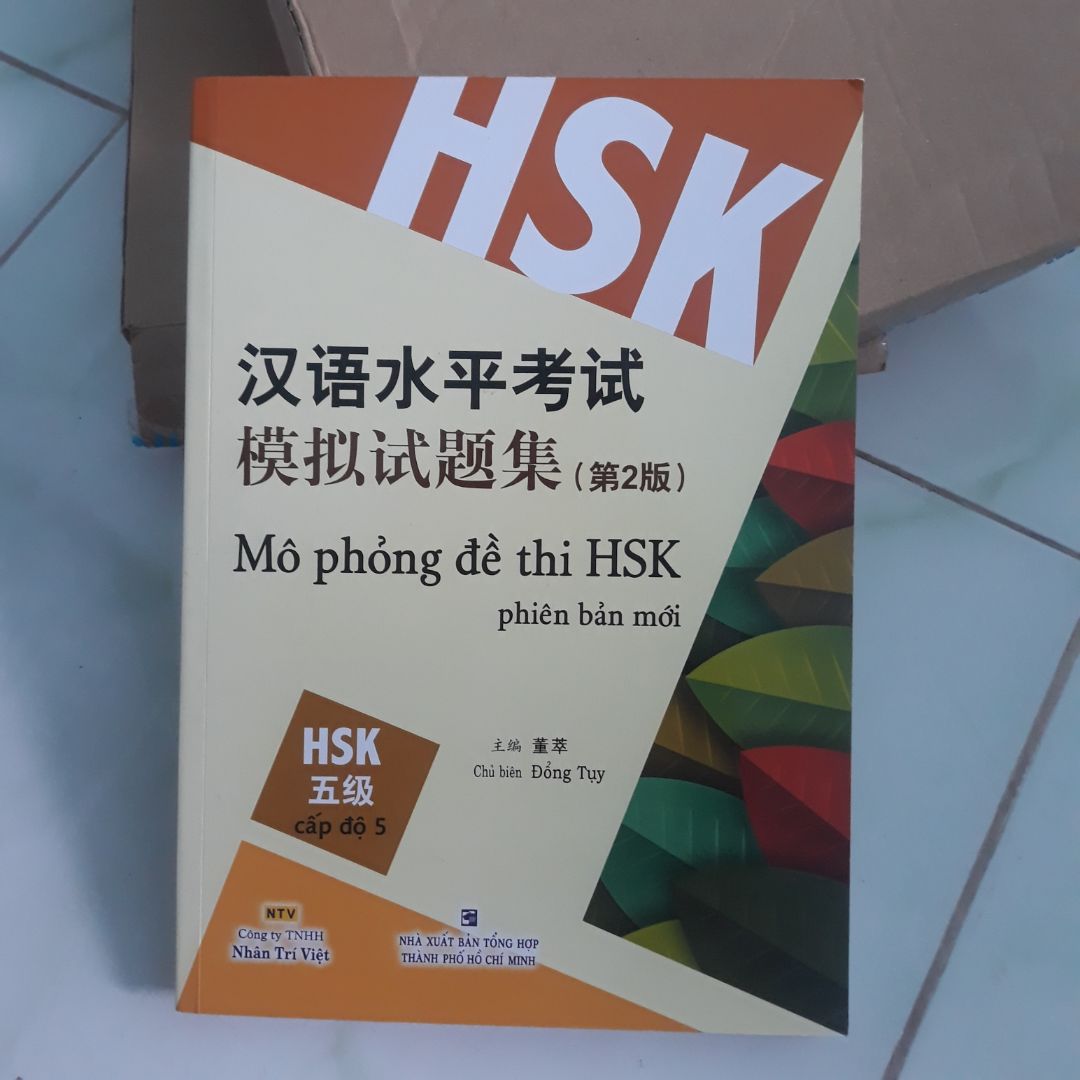 HSK
汉语水平考试
模拟试题集（第2版）
Mô phỏng đề thi HSK
phiên bản mới
主编 董萃
Chủ biên Đổng Tụy
HSK
五级
cấp độ 5
NTV
Công ty TNHH
Nhân Trí Việt
NHÀ XUẤT BẢN TỔNG HỢP
THÀNH PHỐ HỒ CHÍ MINH